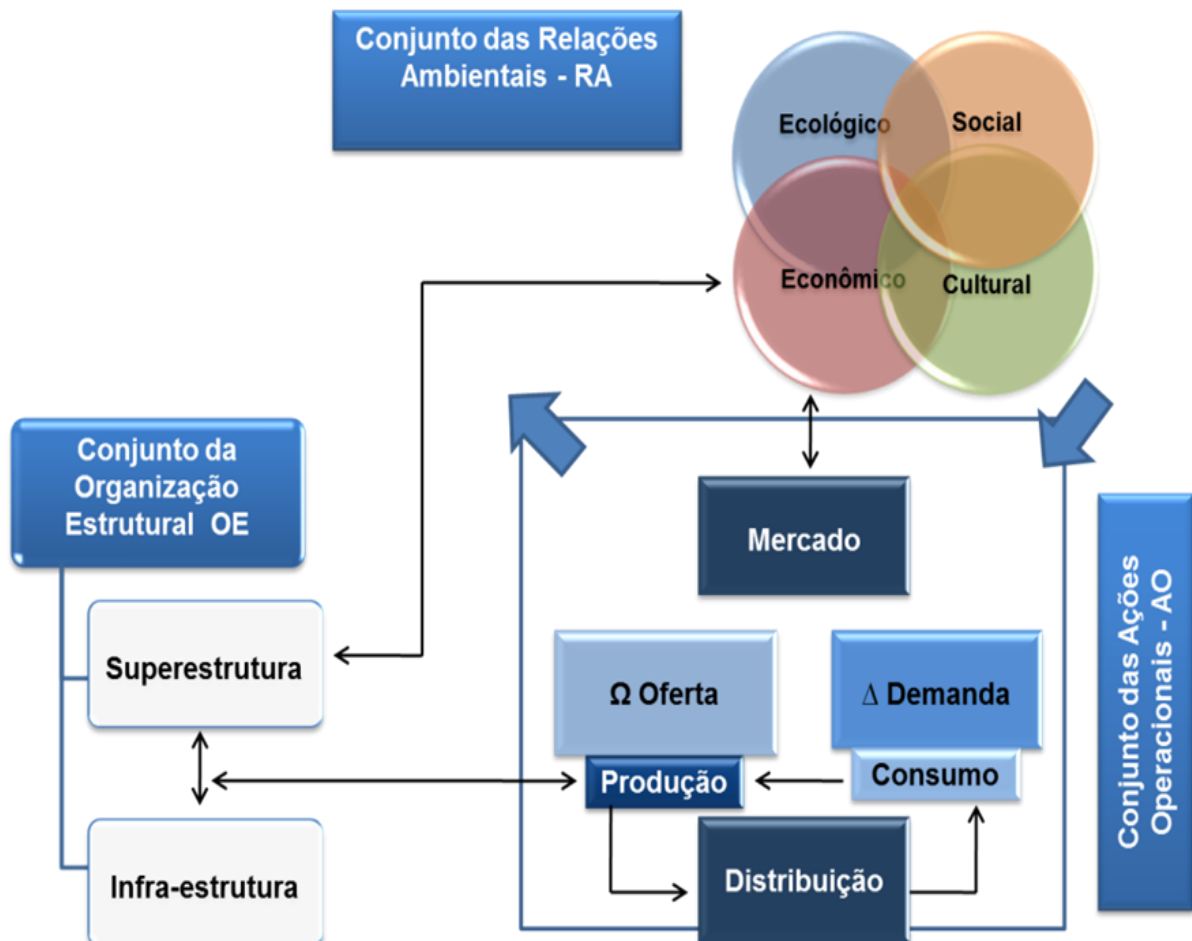 Conjunto das Relações
Ambientais - RA
Ecológico
Social
Econômico
Cultural
Conjunto da
Organização
Estrutural OE
Mercado
Superestrutura
Ω Oferta
Δ Demanda
Produção
Consumo
Infra-estrutura
Distribuição
Conjunto das Ações
Operacionais - AO